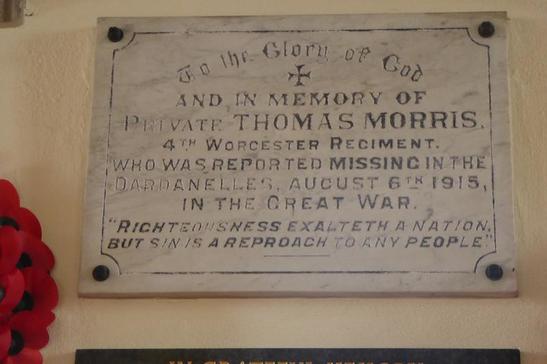 To the Glory of God
AND IN MEMORY OF
PRIVATE THOMAS MORRIS,
4TH WORCESTER REGIMENT.
WHO WAS REPORTED MISSING IN THE
DARDANELLES, AUGUST 6TH 1915,
IN THE GREAT WAR.
"RIGHTEOUSNESS EXALTETH A NATION,
BUT SIN IS A REPROACH TO ANY PEOPLE"